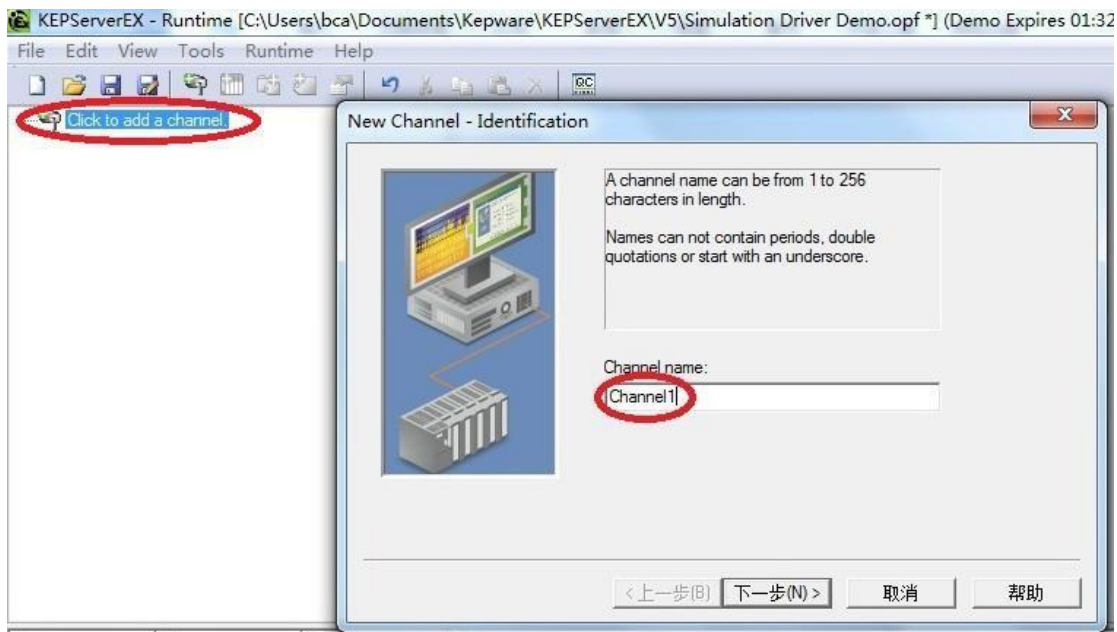 KEPServerEX - Runtime [C:\Users\bca\Documents\Kepware\KEPServerEX\V5\Simulation Driver Demo.opf *] (Demo Expires 01:32
File Edit View Tools Runtime Help
QC
Click to add a channel.
New Channel - Identification
A channel name can be from 1 to 256
characters in length.
Names can not contain periods, double
quotations or start with an underscore.
Channel name:
Channel1
<上一步(B) 下一步(N)> 取消 帮助